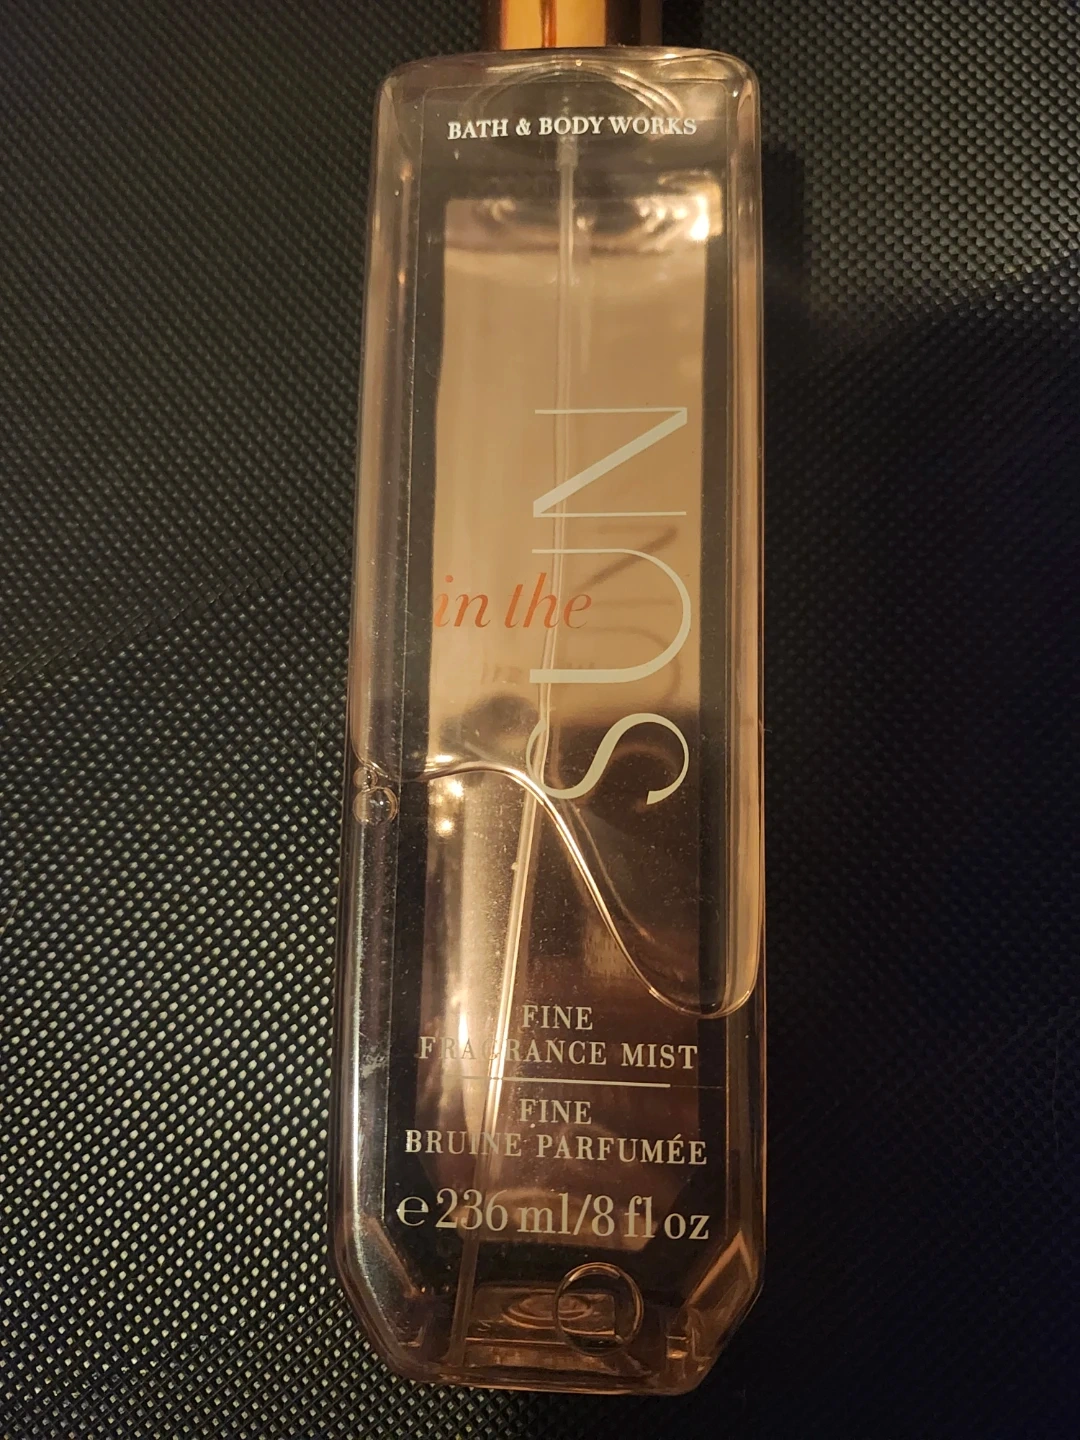 BATH & BODY WORKS
in the
SUN
FINE
FRAGRANCE MIST
FINE
BRUINE PARFUMÉE
℮ 236 ml/8 fl oz